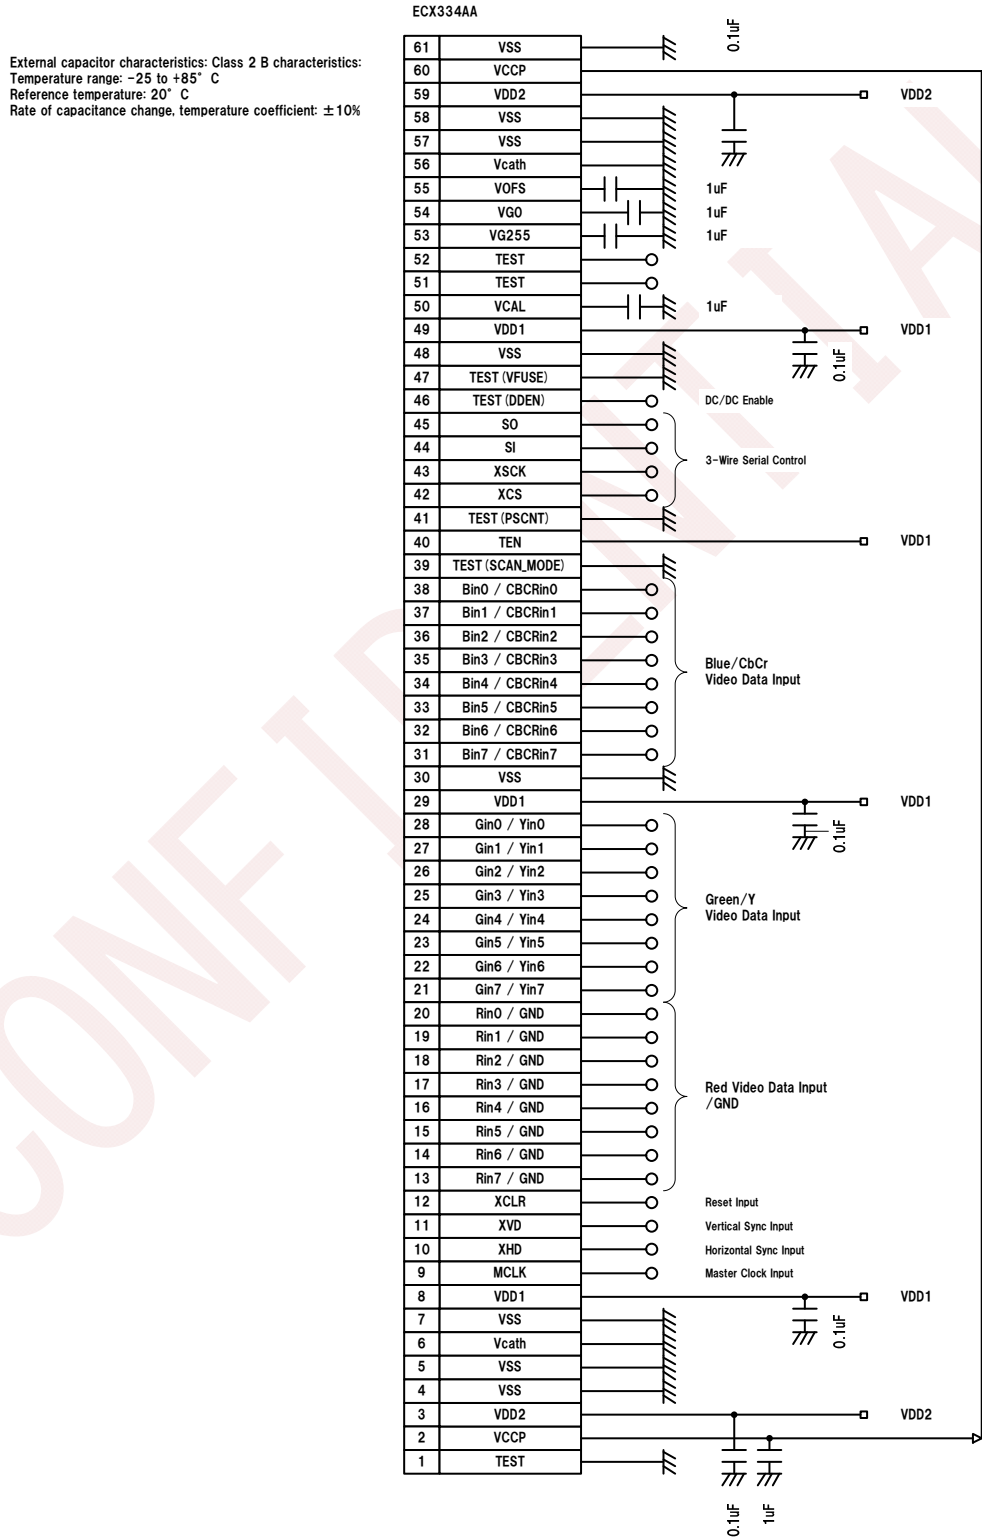 ECX334AA
0.1uF
External capacitor characteristics: Class 2 B characteristics:
Temperature range: -25 to +85° C
Reference temperature: 20° C
Rate of capacitance change, temperature coefficient: ±10%
61 VSS
60 VCCP
59 VDD2 VDD2
58 VSS
57 VSS
56 Vcath
55 VOFS 1uF
54 VG0 1uF
53 VG255 1uF
52 TEST
51 TEST
50 VCAL 1uF
49 VDD1 VDD1
0.1uF
48 VSS
47 TEST (VFUSE)
46 TEST (DDEN) DC/DC Enable
45 SO
44 SI
3-Wire Serial Control
43 XSCK
42 XCS
41 TEST (PSCNT)
40 TEN VDD1
39 TEST (SCAN_MODE)
38 Bin0 / CBCRin0
37 Bin1 / CBCRin1
36 Bin2 / CBCRin2
35 Bin3 / CBCRin3
Blue/CbCr
Video Data Input
34 Bin4 / CBCRin4
33 Bin5 / CBCRin5
32 Bin6 / CBCRin6
31 Bin7 / CBCRin7
30 VSS
29 VDD1 VDD1
0.1uF
28 Gin0 / Yin0
27 Gin1 / Yin1
26 Gin2 / Yin2
25 Gin3 / Yin3
Green/Y
Video Data Input
24 Gin4 / Yin4
23 Gin5 / Yin5
22 Gin6 / Yin6
21 Gin7 / Yin7
20 Rin0 / GND
19 Rin1 / GND
18 Rin2 / GND
17 Rin3 / GND
Red Video Data Input
/GND
16 Rin4 / GND
15 Rin5 / GND
14 Rin6 / GND
13 Rin7 / GND
12 XCLR Reset Input
11 XVD Vertical Sync Input
10 XHD Horizontal Sync Input
9 MCLK Master Clock Input
8 VDD1 VDD1
0.1uF
7 VSS
6 Vcath
5 VSS
4 VSS
3 VDD2 VDD2
2 VCCP
1 TEST
0.1uF
1uF
CONFIDENTIAL